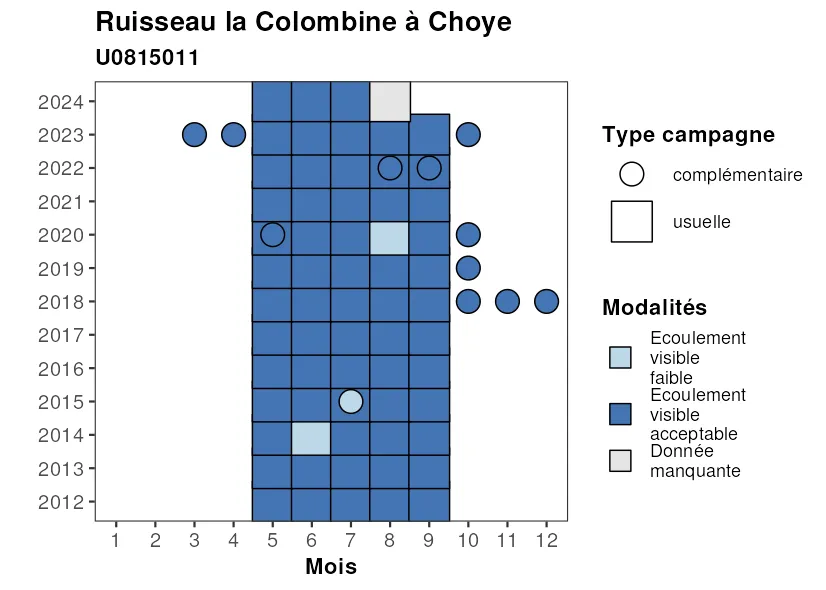 Ruisseau la Colombine à Choye
U0815011
2024
2023
2022
2021
2020
2019
2018
2017
2016
2015
2014
2013
2012
1 2 3 4 5 6 7 8 9 10 11 12
Mois
Type campagne
complémentaire
usuelle
Modalités
Ecoulement
visible
faible
Ecoulement
visible
acceptable
Donnée
manquante